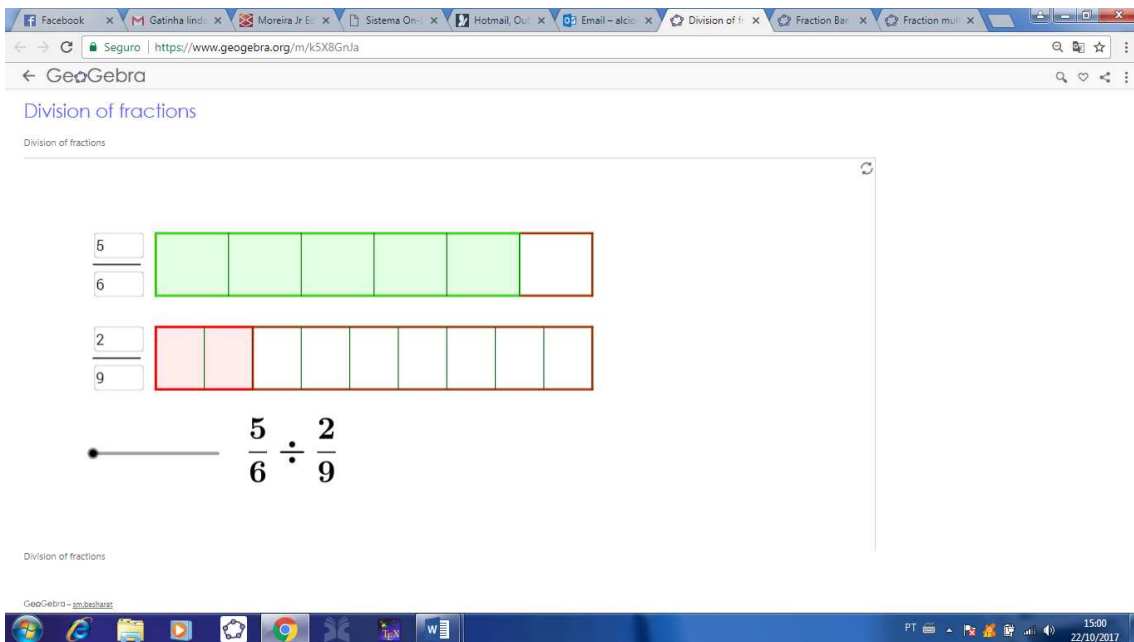 Facebook
Gatinha lind
Moreira Jr E
Sistema On-l
Hotmail, Out
Email – alcio
Division of fr
Fraction Bar
Fraction mul
Seguro | https://www.geogebra.org/m/k5X8GnJa
GeoGebra
Division of fractions
Division of fractions
5
6
2
9
5/6 ÷ 2/9
Division of fractions
GeoGebra – sm.besharat
PT
15:00
22/10/2017